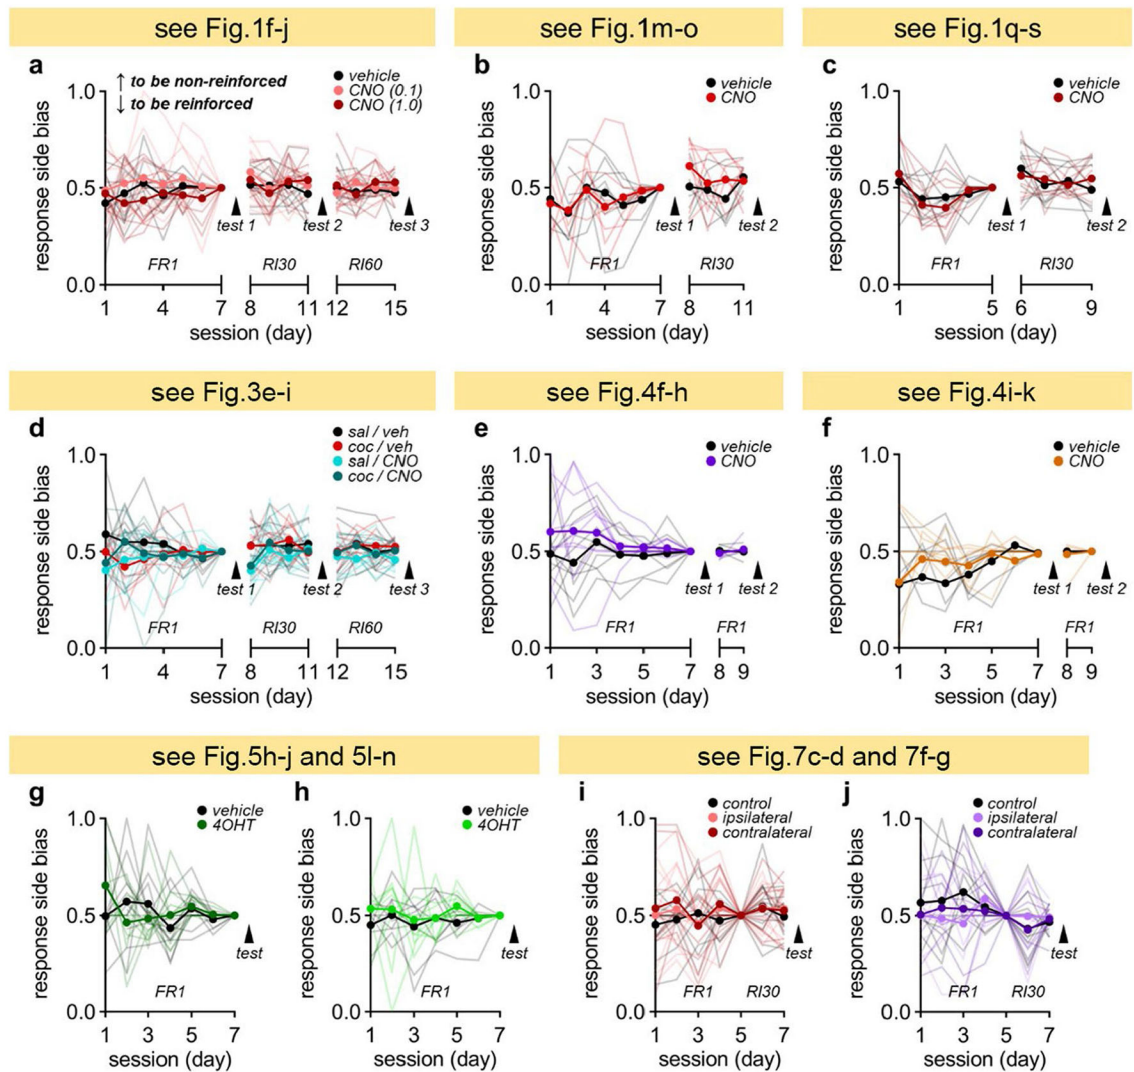 see Fig.1f-j
see Fig.1m-o
see Fig.1q-s
a
↑ to be non-reinforced
↓ to be reinforced
vehicle
CNO (0.1)
CNO (1.0)
response side bias
1.0
0.5
0.0
test 1
test 2
test 3
FR1
RI30
RI60
1 4 7 8 11 12 15
session (day)
b
vehicle
CNO
response side bias
1.0
0.5
0.0
test 1
test 2
FR1
RI30
1 4 7 8 11
session (day)
c
vehicle
CNO
response side bias
1.0
0.5
0.0
test 1
test 2
FR1
RI30
1 5 6 9
session (day)
see Fig.3e-i
see Fig.4f-h
see Fig.4i-k
d
sal / veh
coc / veh
sal / CNO
coc / CNO
response side bias
1.0
0.5
0.0
test 1
test 2
test 3
FR1
RI30
RI60
1 4 7 8 11 12 15
session (day)
e
vehicle
CNO
response side bias
1.0
0.5
0.0
test 1
test 2
FR1
FR1
1 3 5 7 8 9
session (day)
f
vehicle
CNO
response side bias
1.0
0.5
0.0
test 1
test 2
FR1
FR1
1 3 5 7 8 9
session (day)
see Fig.5h-j and 5l-n
see Fig.7c-d and 7f-g
g
vehicle
4OHT
response side bias
1.0
0.5
0.0
test
FR1
1 3 5 7
session (day)
h
vehicle
4OHT
response side bias
1.0
0.5
0.0
test
FR1
1 3 5 7
session (day)
i
control
ipsilateral
contralateral
response side bias
1.0
0.5
0.0
test
FR1
RI30
1 3 5 7
session (day)
j
control
ipsilateral
contralateral
response side bias
1.0
0.5
0.0
test
FR1
RI30
1 3 5 7
session (day)